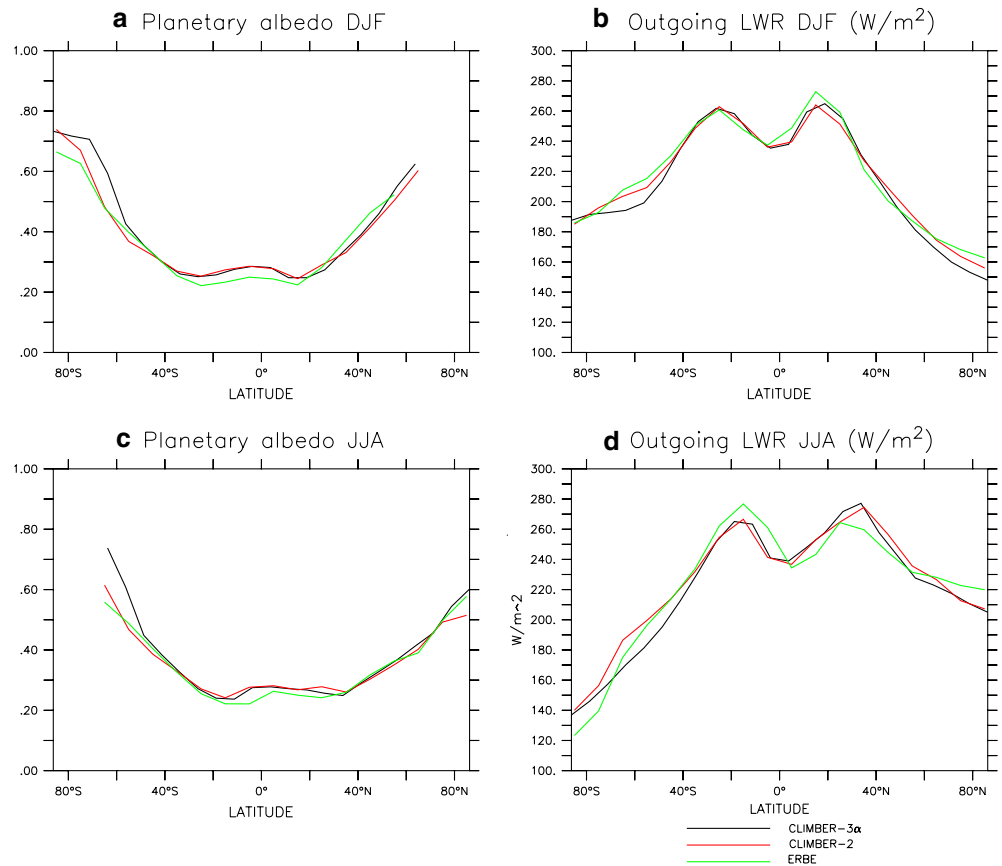 a Planetary albedo DJF
1.00
.80
.60
.40
.20
.00
80°S 40°S 0° 40°N 80°N
LATITUDE
b Outgoing LWR DJF (W/m²)
300.
280.
260.
240.
220.
200.
180.
160.
140.
120.
100.
80°S 40°S 0° 40°N 80°N
LATITUDE
c Planetary albedo JJA
1.00
.80
.60
.40
.20
.00
80°S 40°S 0° 40°N 80°N
LATITUDE
d Outgoing LWR JJA (W/m²)
W/m^2
300.
280.
260.
240.
220.
200.
180.
160.
140.
120.
100.
80°S 40°S 0° 40°N 80°N
LATITUDE
CLIMBER-3α
CLIMBER-2
ERBE